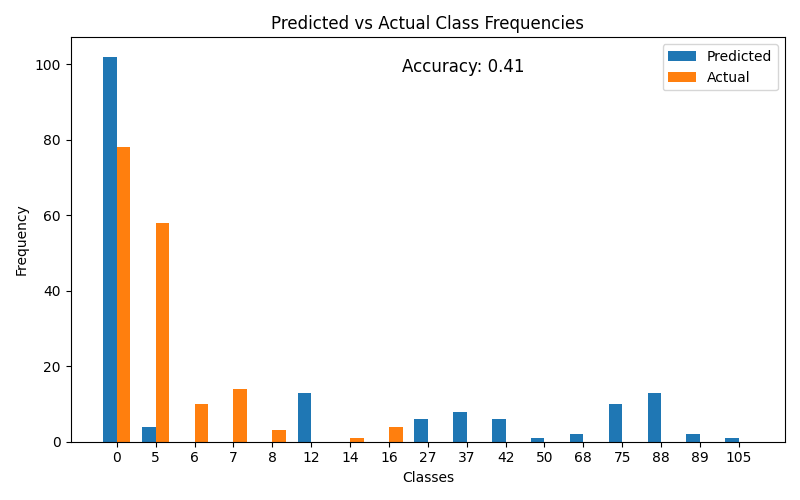 Predicted vs Actual Class Frequencies
Accuracy: 0.41
Predicted
Actual
100
80
60
40
20
0
Frequency
0 5 6 7 8 12 14 16 27 37 42 50 68 75 88 89 105
Classes